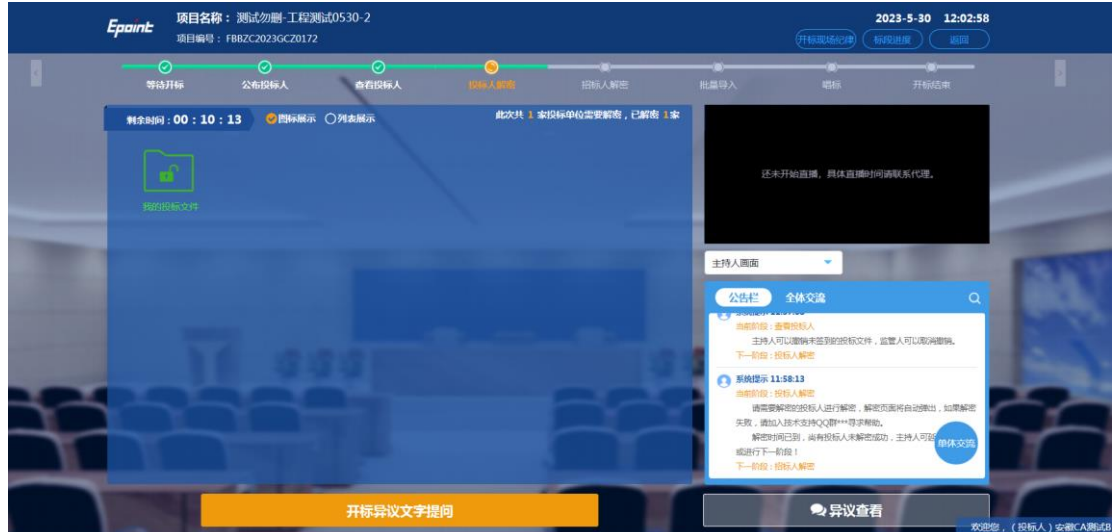 Epoint
项目名称： 测试勿删-工程测试0530-2
项目编号： FBBZC2023GCZ0172
2023-5-30 12:02:58
开标现场纪律 标段进度 返回
等待开标 公布投标人 查看投标人 投标人解密 招标人解密 批量导入 唱标 开标结束
剩余时间：00：10：13 图标展示 列表展示 此次共 1 家投标单位需要解密，已解密 1家
我的投标文件
还未开始直播，具体直播时间请联系代理。
主持人画面
公告栏 全体交流
系统提示
当前阶段：查看投标人
主持人可以撤销未签到的投标文件，监管人可以取消撤销。
下一阶段：投标人解密
系统提示 11:58:13
当前阶段：投标人解密
请需要解密的投标人进行解密，解密页面将自动弹出，如果解密
失败，请加入技术支持QQ群***寻求帮助。
解密时间已到，尚有投标人未解密成功，主持人可
或进行下一阶段！
下一阶段：招标人解密
单体交流
开标异议文字提问
异议查看
欢迎您，（投标人）安徽CA测试